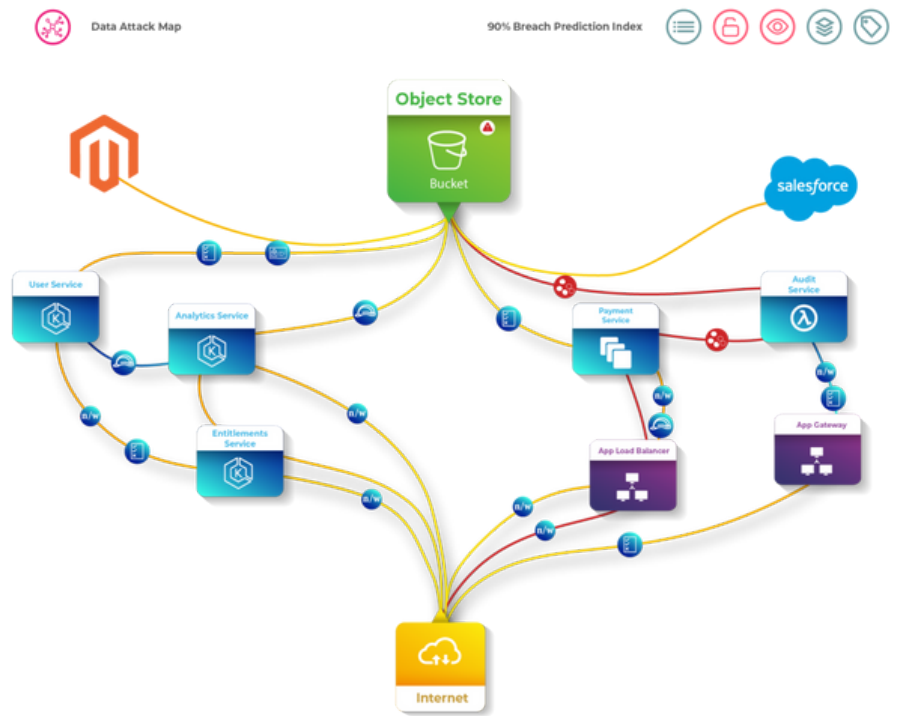 Data Attack Map
90% Breach Prediction Index
Object Store
Bucket
salesforce
User Service
Analytics Service
Payment
Service
Audit
Service
n/w
n/w
n/w
n/w
Entitlements
Service
App Load Balancer
App Gateway
n/w
n/w
n/w
Internet